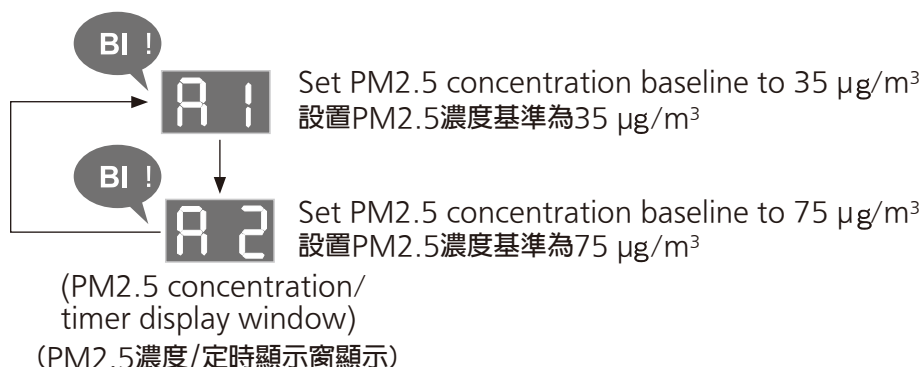 BI !
A1
Set PM2.5 concentration baseline to 35 μg/m³
設置PM2.5濃度基準為35 μg/m³
BI !
A2
Set PM2.5 concentration baseline to 75 μg/m³
設置PM2.5濃度基準為75 μg/m³
(PM2.5 concentration/
timer display window)
(PM2.5濃度/定時顯示窗顯示)